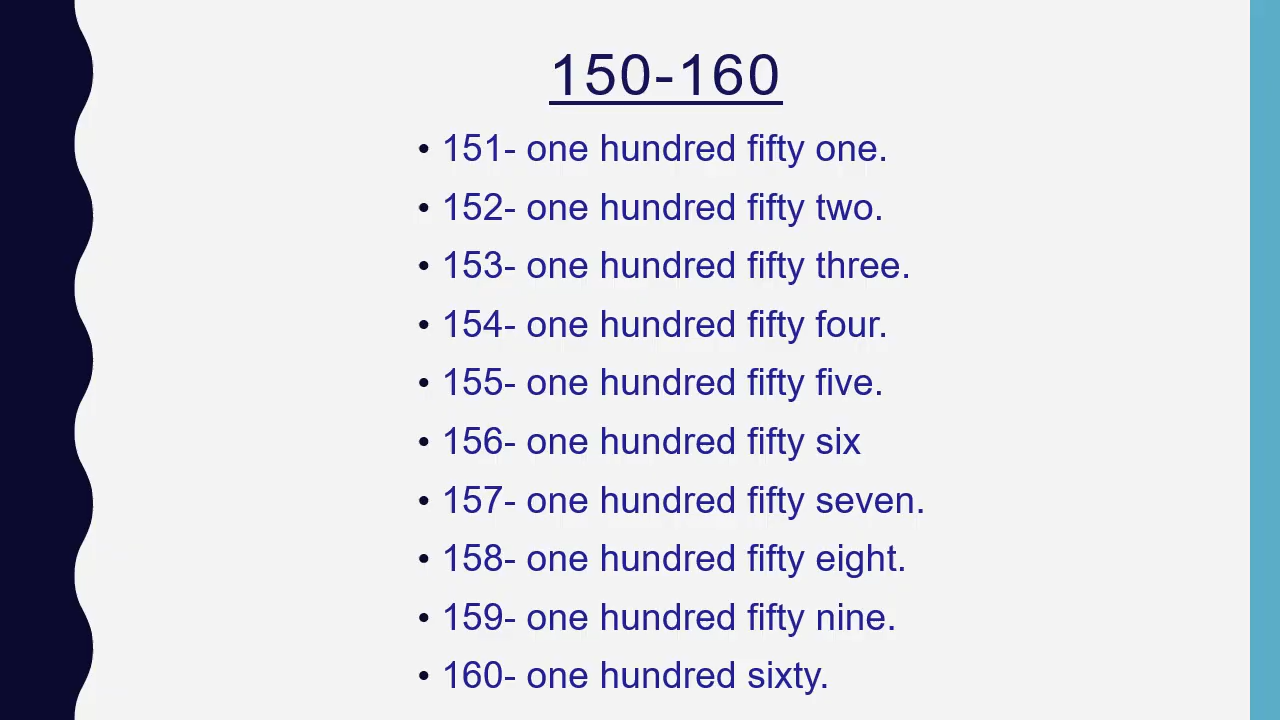 150-160
• 151- one hundred fifty one.
• 152- one hundred fifty two.
• 153- one hundred fifty three.
• 154- one hundred fifty four.
• 155- one hundred fifty five.
• 156- one hundred fifty six
• 157- one hundred fifty seven.
• 158- one hundred fifty eight.
• 159- one hundred fifty nine.
• 160- one hundred sixty.